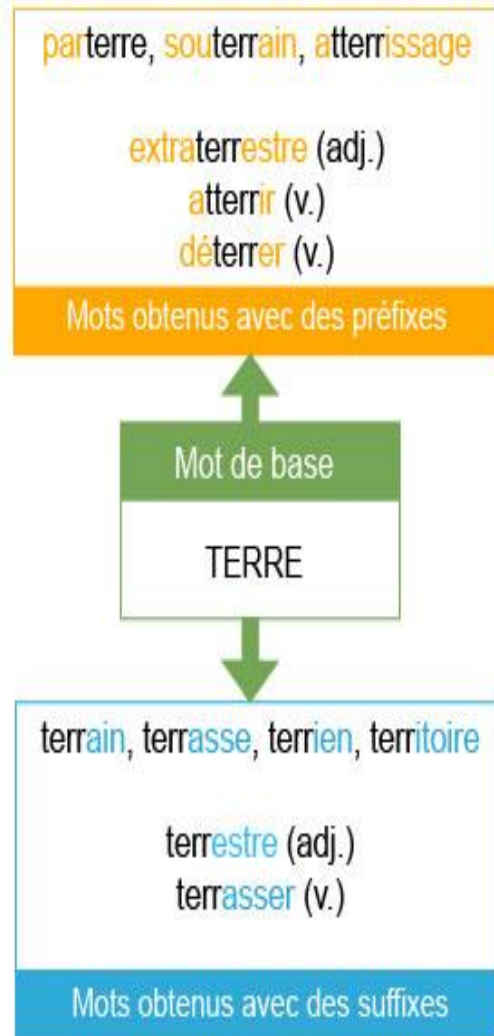 parterre, souterrain, atterrissage
extraterrestre (adj.)
atterrir (v.)
déterrer (v.)
Mots obtenus avec des préfixes
Mot de base
TERRE
terrain, terrasse, terrien, territoire
terrestre (adj.)
terrasser (v.)
Mots obtenus avec des suffixes